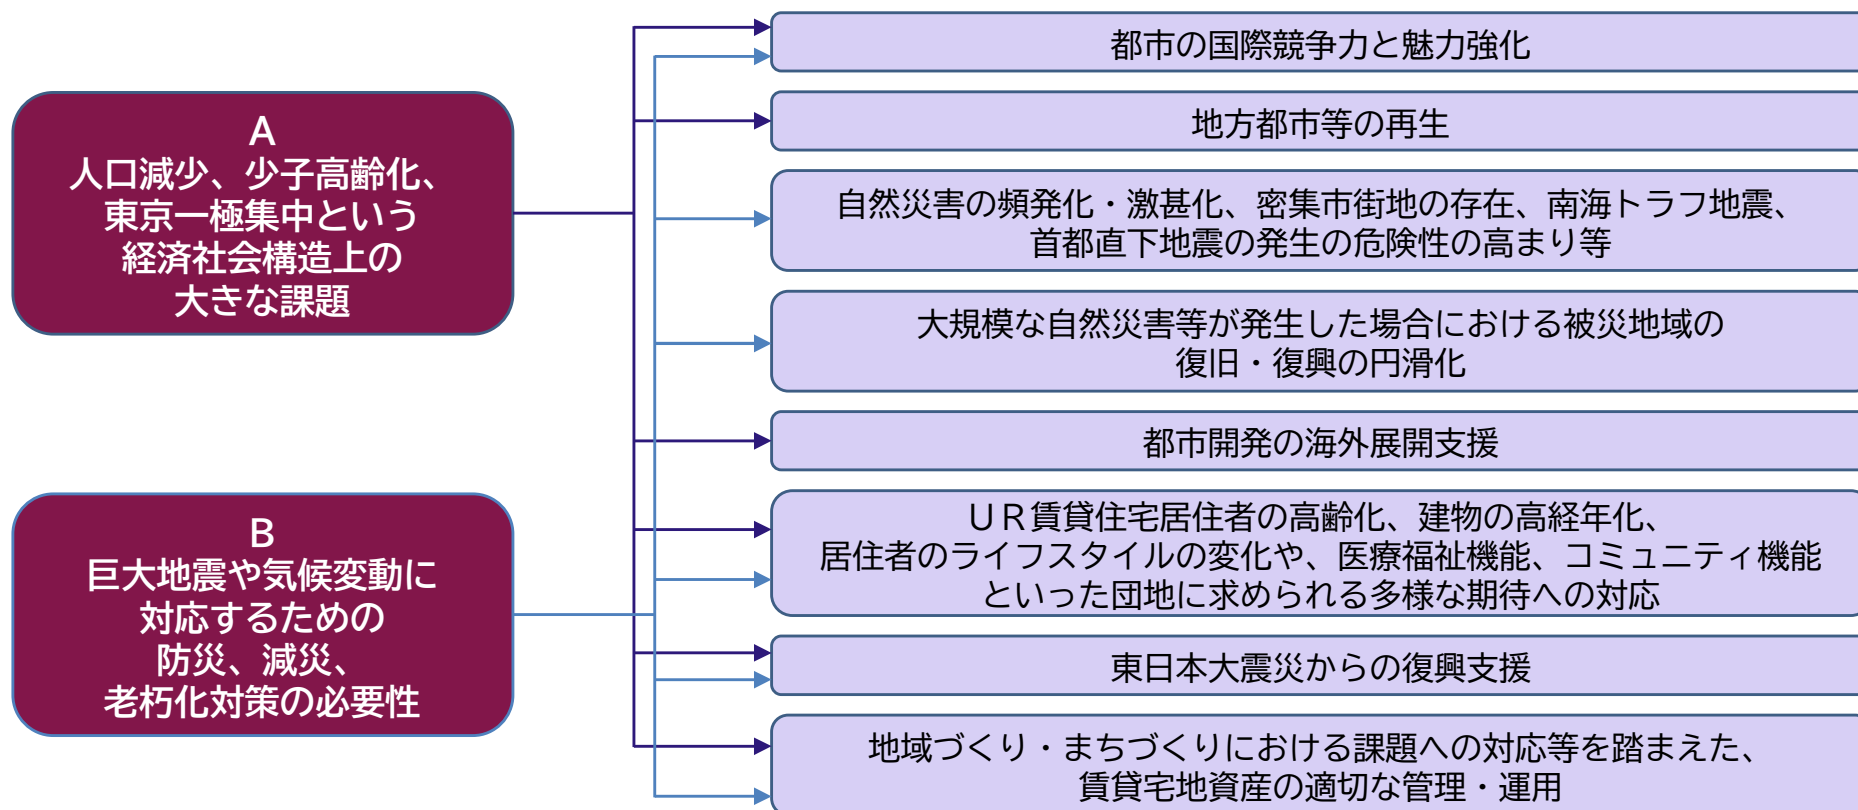 A
人口減少、少子高齢化、
東京一極集中という
経済社会構造上の
大きな課題
B
巨大地震や気候変動に
対応するための
防災、減災、
老朽化対策の必要性
都市の国際競争力と魅力強化
地方都市等の再生
自然災害の頻発化・激甚化、密集市街地の存在、南海トラフ地震、
首都直下地震の発生の危険性の高まり等
大規模な自然災害等が発生した場合における被災地域の
復旧・復興の円滑化
都市開発の海外展開支援
ＵＲ賃貸住宅居住者の高齢化、建物の高経年化、
居住者のライフスタイルの変化や、医療福祉機能、コミュニティ機能
といった団地に求められる多様な期待への対応
東日本大震災からの復興支援
地域づくり・まちづくりにおける課題への対応等を踏まえた、
賃貸宅地資産の適切な管理・運用